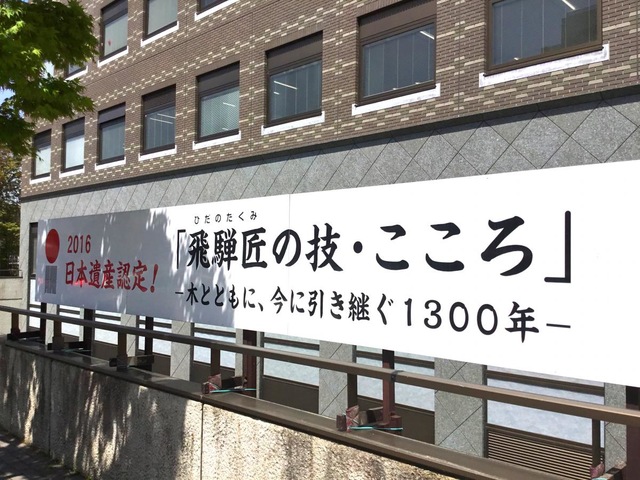 2016
日本遺産認定!
ひだのたくみ
「飛騨匠の技・こころ」
―木とともに、今に引き継ぐ1300年―